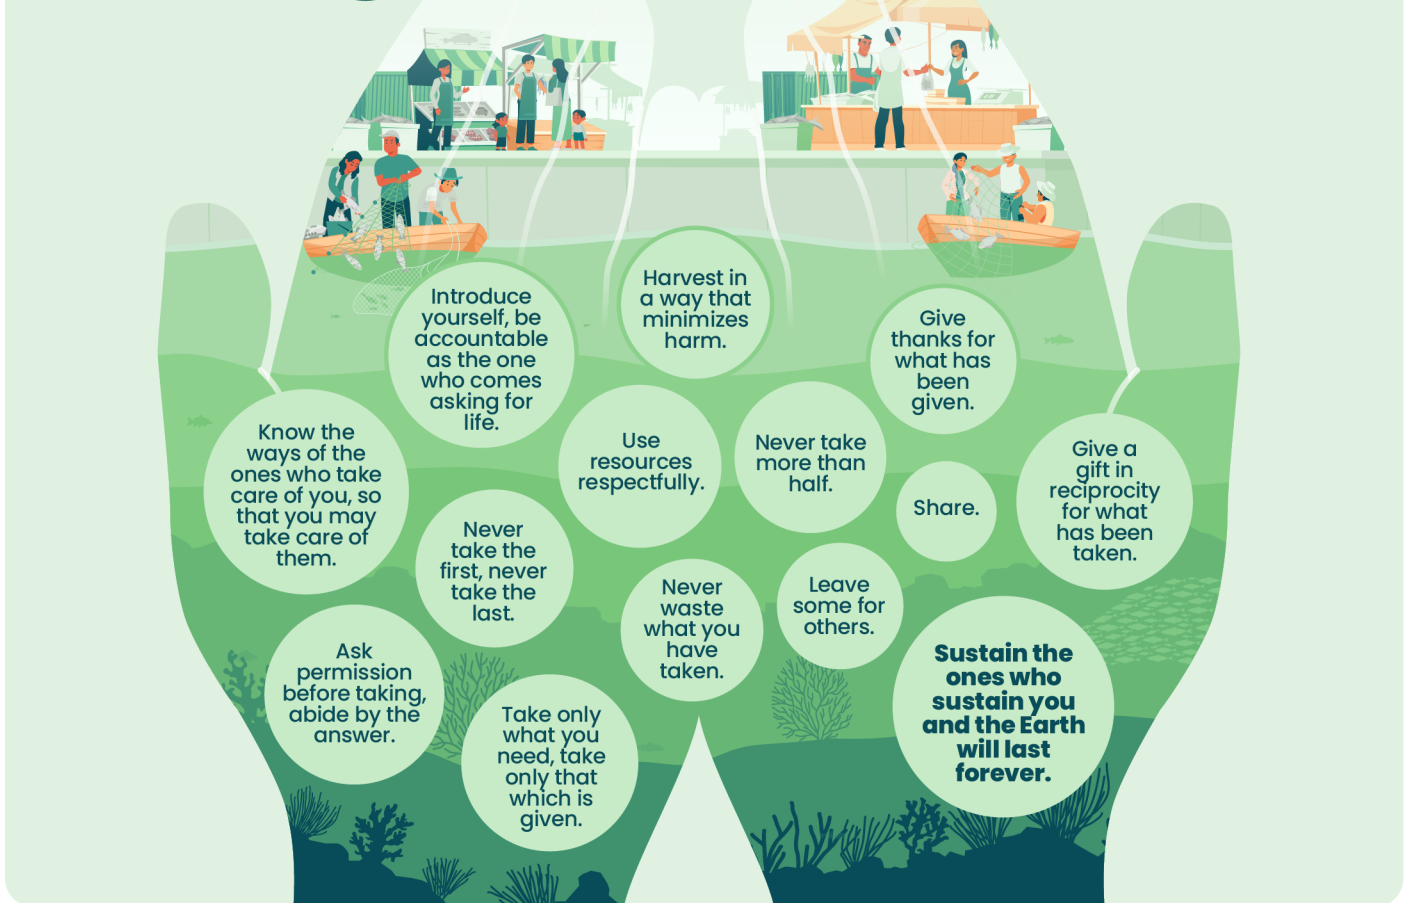 Know the
ways of the
ones who take
care of you, so
that you may
take care of
them.
Introduce
yourself, be
accountable
as the one
who comes
asking for
life.
Ask
permission
before taking,
abide by the
answer.
Take only
what you
need, take
only that
which is
given.
Never
take the
first, never
take the
last.
Never take
more than
half.
Leave
some for
others.
Harvest in
a way that
minimizes
harm.
Use
resources
respectfully.
Never
waste
what you
have
taken.
Share.
Give
thanks for
what has
been
given.
Give a
gift in
reciprocity
for what
has been
taken.
Sustain the
ones who
sustain you
and the Earth
will last
forever.